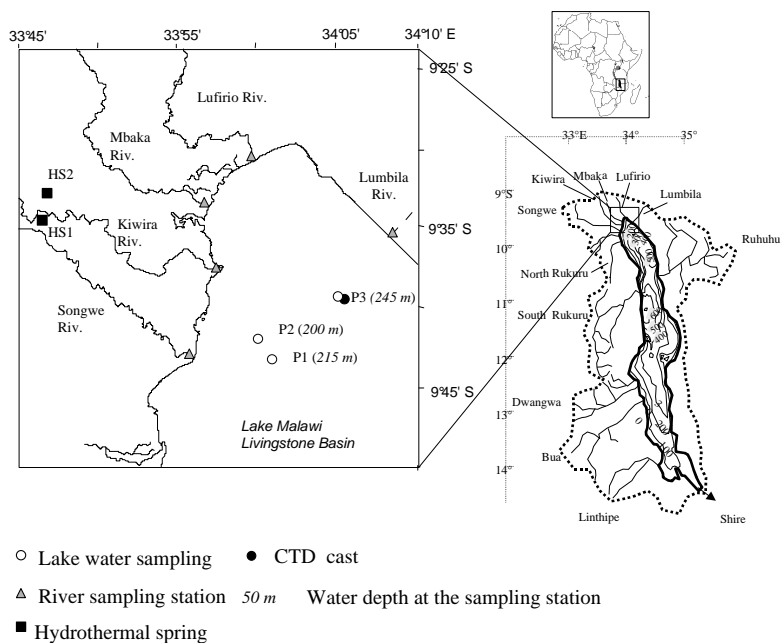 33°45'
33°55'
34°05'
34°10' E
9°25' S
9°35' S
9°45' S
Lufirio Riv.
Mbaka
Riv.
Lumbila
Riv.
HS2
HS1
Kiwira
Riv.
Songwe
Riv.
P3 (245 m)
P2 (200 m)
P1 (215 m)
Lake Malawi
Livingstone Basin
33°E
34°
35°
9°S
10°
11°
12°
13°
14°
Kiwira
Mbaka
Lufirio
Lumbila
Songwe
Ruhuhu
North Rukuru
South Rukuru
Dwangwa
Bua
Linthipe
Shire
500
400
0
Lake water sampling
CTD cast
River sampling station
50 m Water depth at the sampling station
Hydrothermal spring